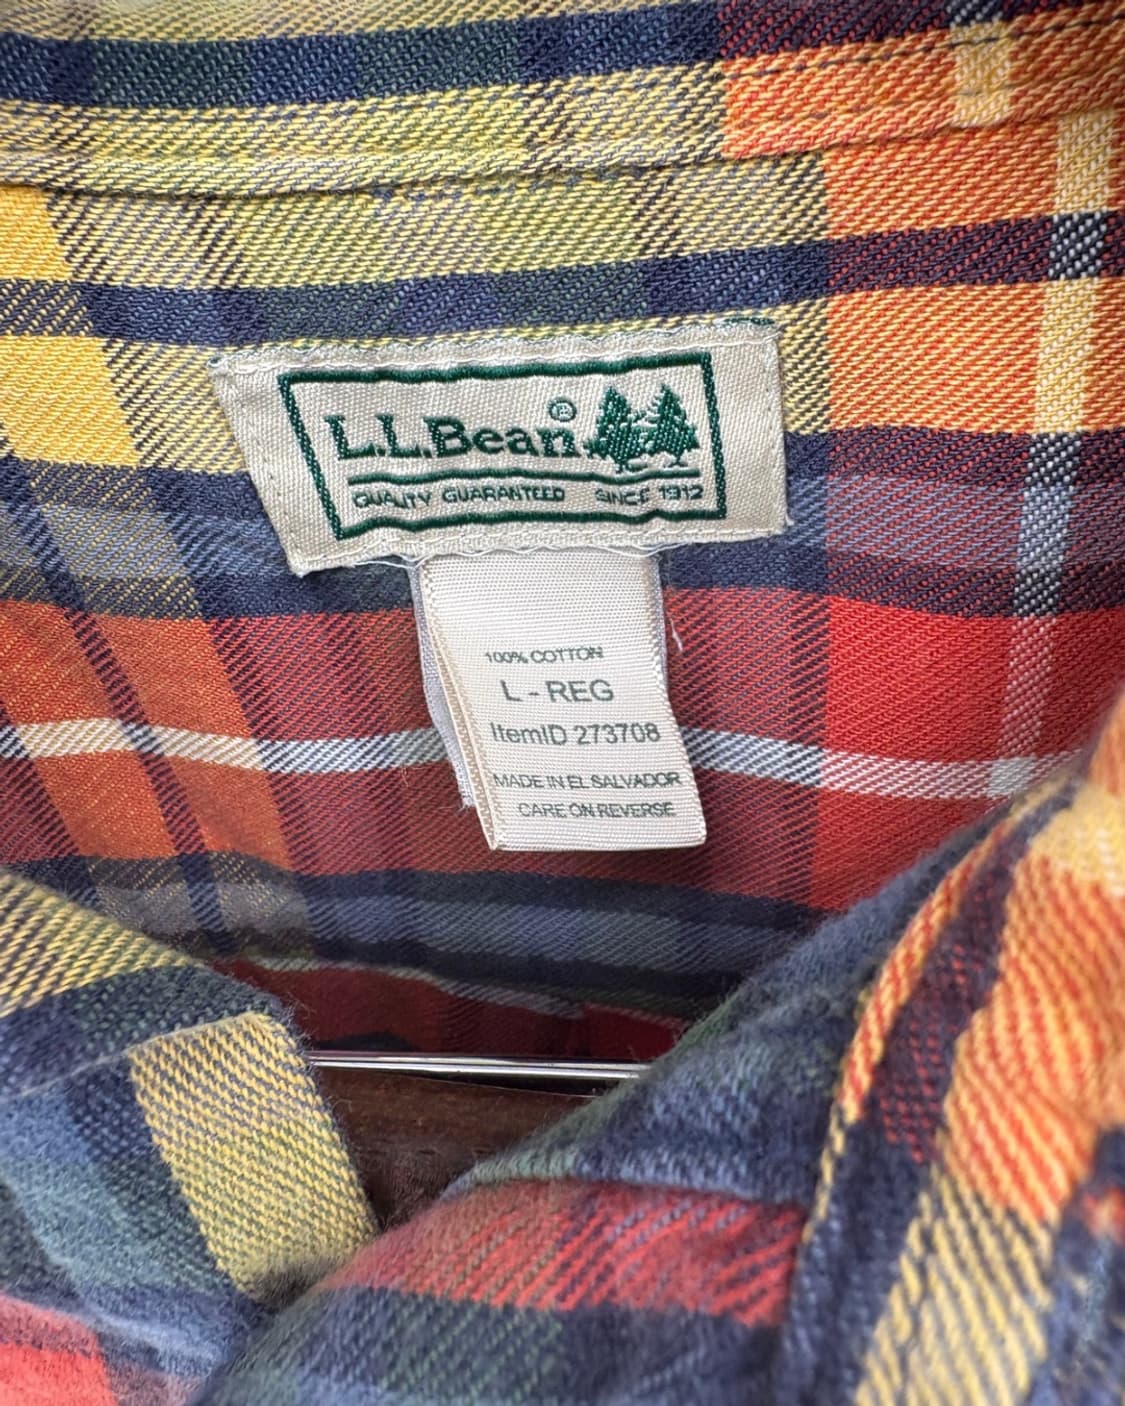 L.L.Bean®
QUALITY GUARANTEED SINCE 1912
100% COTTON
L - REG
ItemID 273708
MADE IN EL SALVADOR
CARE ON REVERSE